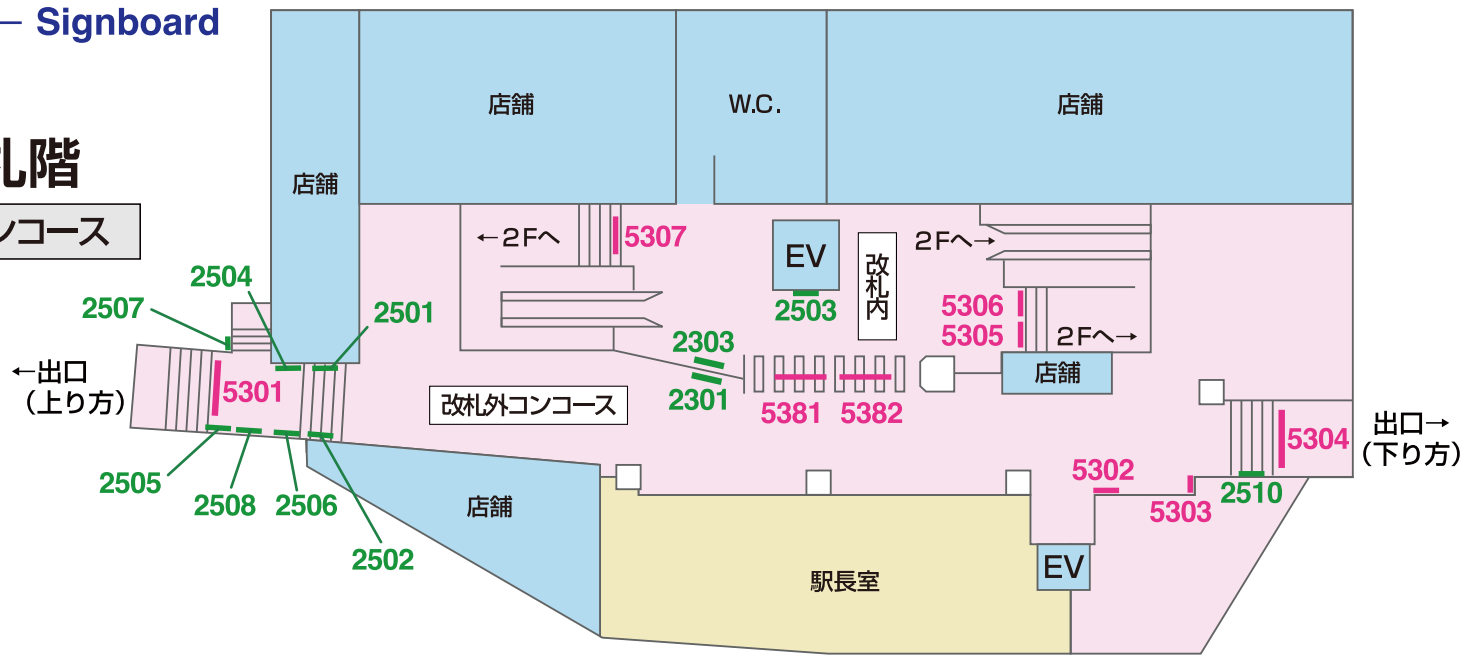 — Signboard
札階
ンコース
店舗
W.C.
店舗
店舗
←2Fへ
5307
EV
2503
改札内
2Fへ→
5306
5305
2Fへ→
店舗
2504
2507
2501
←出口
(上り方)
5301
2303
2301
改札外コンコース
5381
5382
5304
出口→
(下り方)
2505
2508
2506
2502
店舗
5302
5303
2510
EV
駅長室